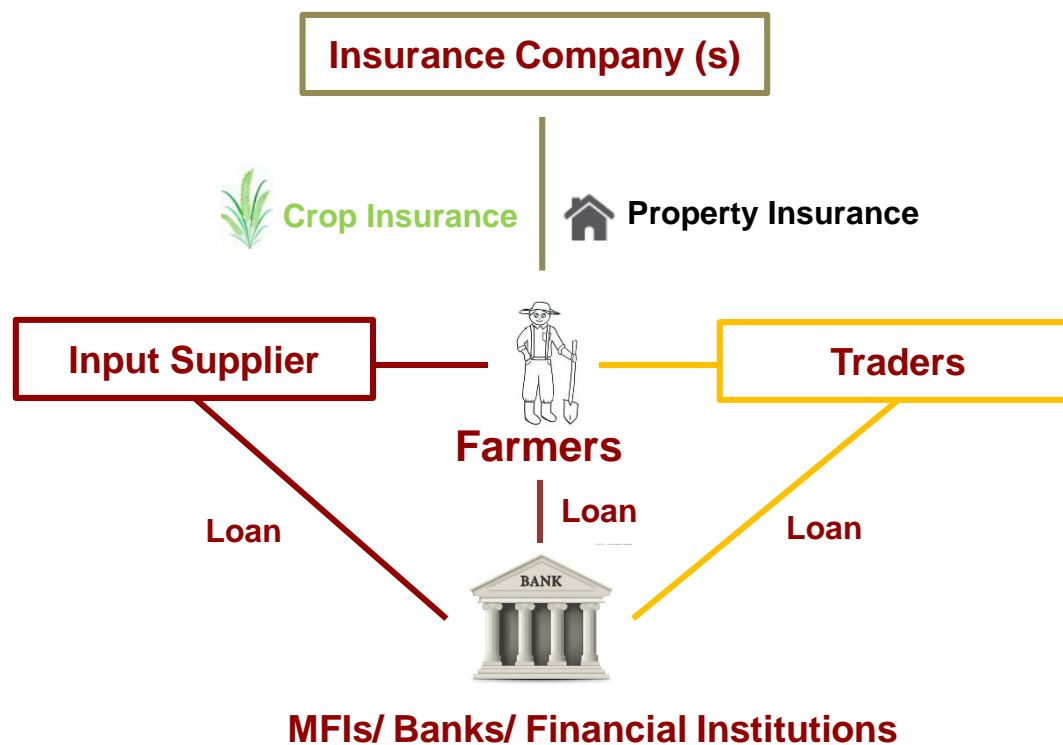 Insurance Company (s)
Crop Insurance
Property Insurance
Input Supplier
Traders
Farmers
Loan
Loan
Loan
BANK
MFIs/ Banks/ Financial Institutions